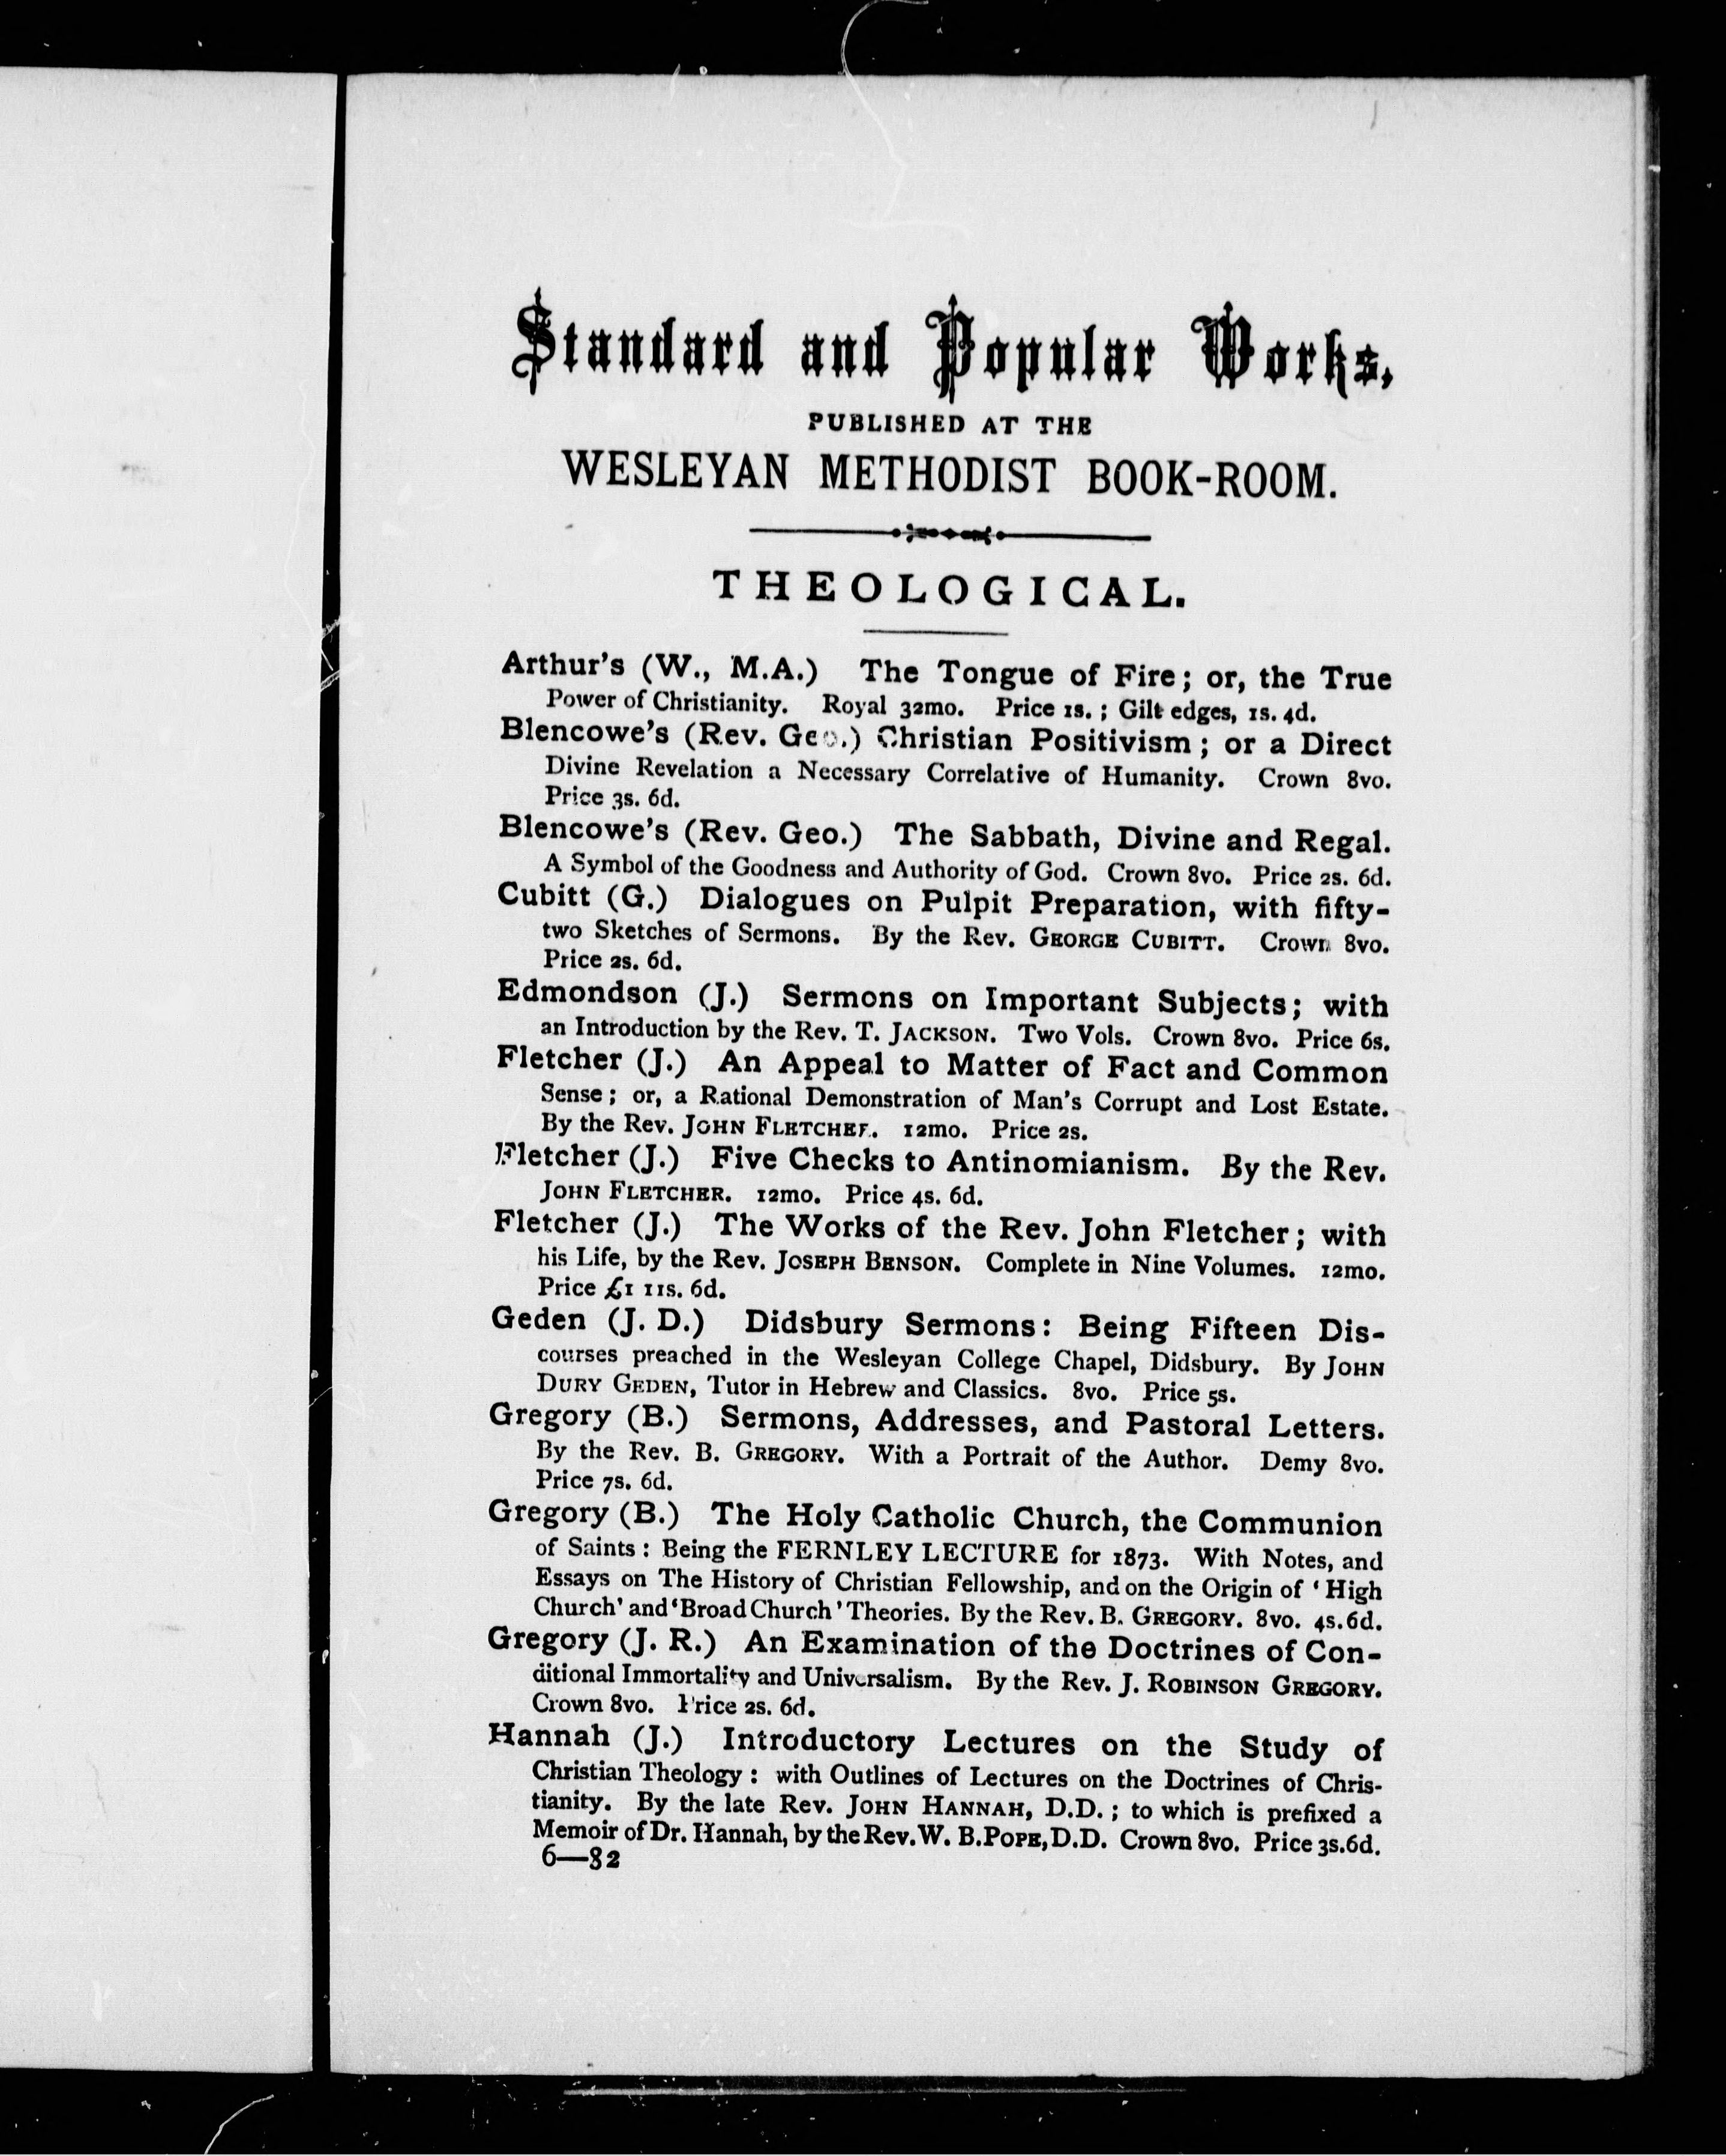 Standard and Popular Works,
PUBLISHED AT THE
WESLEYAN METHODIST BOOK-ROOM.
THEOLOGICAL.
Arthur's (W., M.A.) The Tongue of Fire; or, the True
Power of Christianity. Royal 32mo. Price 1s.; Gilt edges, 1s. 4d.
Blencowe's (Rev. Geo.) Christian Positivism; or a Direct
Divine Revelation a Necessary Correlative of Humanity. Crown 8vo.
Price 3s. 6d.
Blencowe's (Rev. Geo.) The Sabbath, Divine and Regal.
A Symbol of the Goodness and Authority of God. Crown 8vo. Price 2s. 6d.
Cubitt (G.) Dialogues on Pulpit Preparation, with fifty-
two Sketches of Sermons. By the Rev. GEORGE CUBITT. Crown 8vo.
Price 2s. 6d.
Edmondson (J.) Sermons on Important Subjects; with
an Introduction by the Rev. T. JACKSON. Two Vols. Crown 8vo. Price 6s.
Fletcher (J.) An Appeal to Matter of Fact and Common
Sense; or, a Rational Demonstration of Man's Corrupt and Lost Estate.
By the Rev. JOHN FLETCHER. 12mo. Price 2s.
Fletcher (J.) Five Checks to Antinomianism. By the Rev.
JOHN FLETCHER. 12mo. Price 4s. 6d.
Fletcher (J.) The Works of the Rev. John Fletcher; with
his Life, by the Rev. JOSEPH BENSON. Complete in Nine Volumes. 12mo.
Price £1 11s. 6d.
Geden (J. D.) Didsbury Sermons: Being Fifteen Dis-
courses preached in the Wesleyan College Chapel, Didsbury. By JOHN
DURY GEDEN, Tutor in Hebrew and Classics. 8vo. Price 5s.
Gregory (B.) Sermons, Addresses, and Pastoral Letters.
By the Rev. B. GREGORY. With a Portrait of the Author. Demy 8vo.
Price 7s. 6d.
Gregory (B.) The Holy Catholic Church, the Communion
of Saints: Being the FERNLEY LECTURE for 1873. With Notes, and
Essays on The History of Christian Fellowship, and on the Origin of 'High
Church' and 'Broad Church' Theories. By the Rev. B. GREGORY. 8vo. 4s. 6d.
Gregory (J. R.) An Examination of the Doctrines of Con-
ditional Immortality and Universalism. By the Rev. J. ROBINSON GREGORY.
Crown 8vo. Price 2s. 6d.
Hannah (J.) Introductory Lectures on the Study of
Christian Theology: with Outlines of Lectures on the Doctrines of Chris-
tianity. By the late Rev. JOHN HANNAH, D.D.; to which is prefixed a
Memoir of Dr. Hannah, by the Rev. W. B. POPE, D.D. Crown 8vo. Price 3s. 6d.
6—82